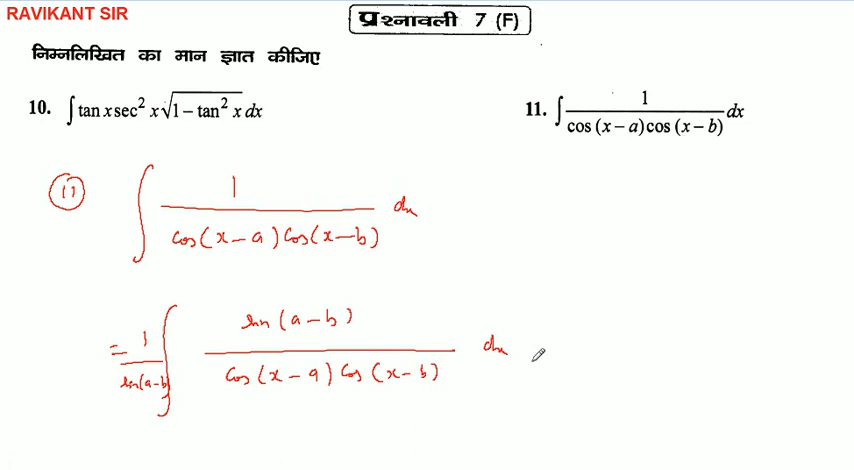 RAVIKANT SIR
प्रश्नावली 7 (F)
निम्नलिखित का मान ज्ञात कीजिए
10. ∫ tan x sec² x √(1 – tan² x) dx
11. ∫ 1 / (cos (x – a) cos (x – b)) dx
(11) ∫ 1 / (cos(x – a) cos(x – b)) dx
= 1/sin(a – b) ∫ sin(a – b) / (cos(x – a) cos(x – b)) dx